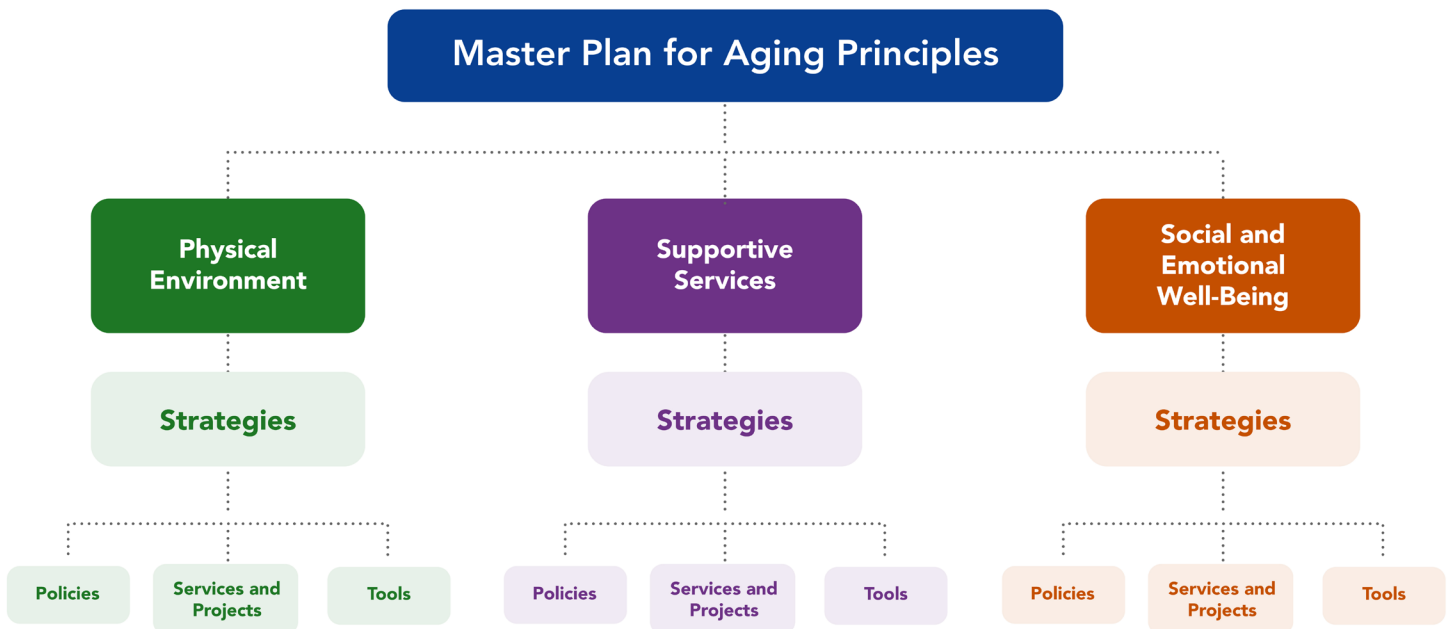 Master Plan for Aging Principles
Physical
Environment
Supportive
Services
Social and
Emotional
Well-Being
Strategies
Strategies
Strategies
Policies
Services and
Projects
Tools
Policies
Services and
Projects
Tools
Policies
Services and
Projects
Tools